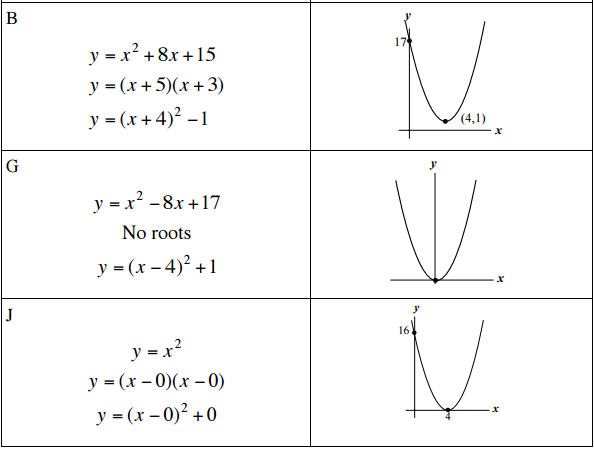 B
y = x² + 8x + 15
y = (x + 5)(x + 3)
y = (x + 4)² − 1
y
17
(4,1)
x
G
y = x² − 8x + 17
No roots
y = (x − 4)² + 1
y
x
J
y = x²
y = (x − 0)(x − 0)
y = (x − 0)² + 0
y
16
4
x